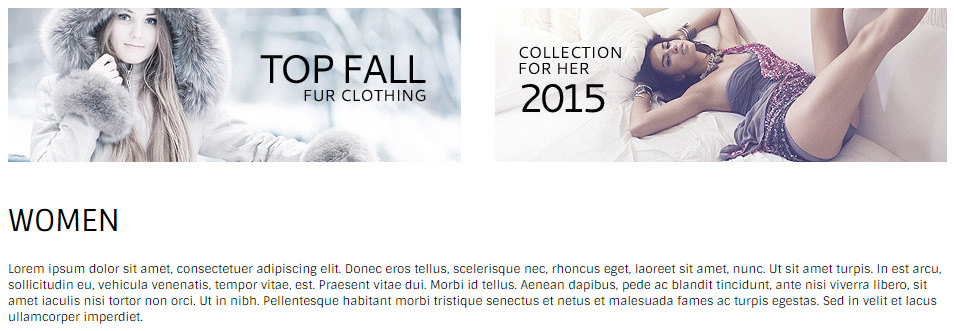 TOP FALL
FUR CLOTHING
COLLECTION
FOR HER
2015
WOMEN
Lorem ipsum dolor sit amet, consectetuer adipiscing elit. Donec eros tellus, scelerisque nec, rhoncus eget, laoreet sit amet, nunc. Ut sit amet turpis. In est arcu,
sollicitudin eu, vehicula venenatis, tempor vitae, est. Praesent vitae dui. Morbi id tellus. Aenean dapibus, pede ac blandit tincidunt, ante nisi viverra libero, sit
amet iaculis nisi tortor non orci. Ut in nibh. Pellentesque habitant morbi tristique senectus et netus et malesuada fames ac turpis egestas. Sed in velit et lacus
ullamcorper imperdiet.